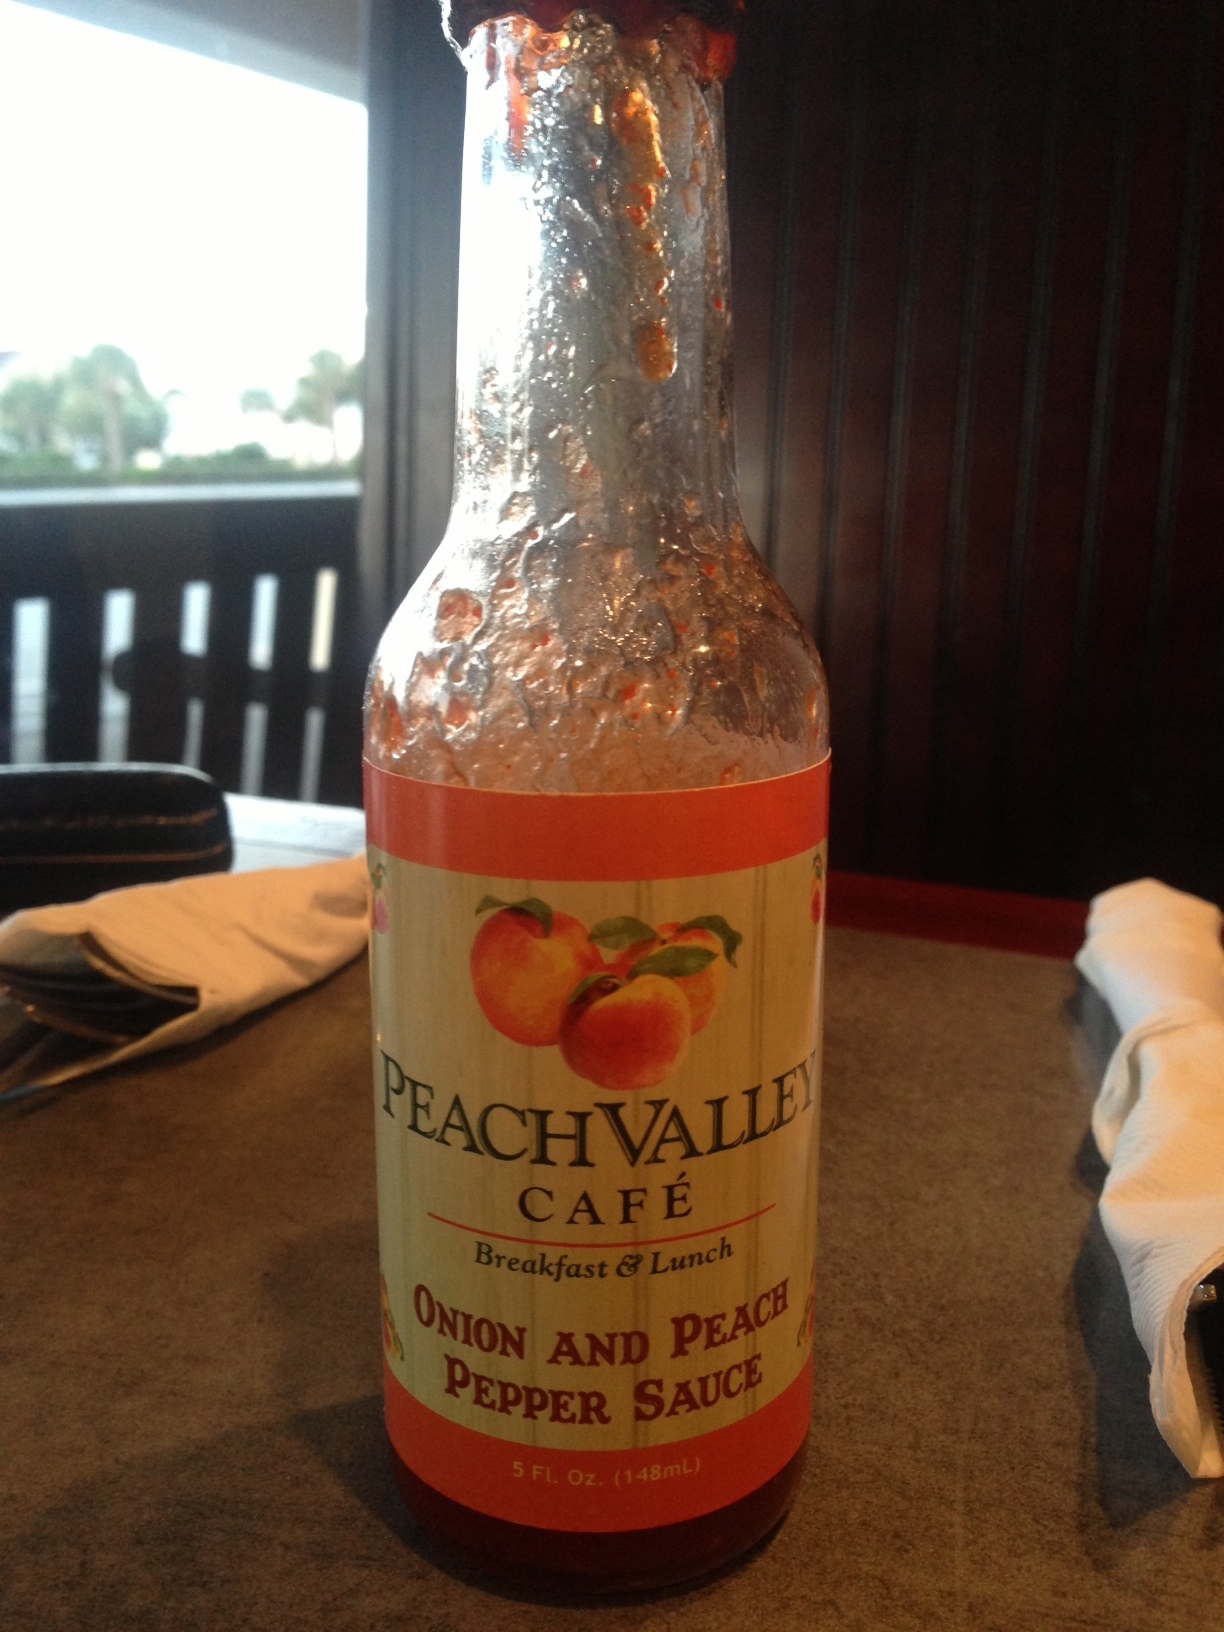 PEACH VALLEY
CAFÉ
Breakfast & Lunch
ONION AND PEACH
PEPPER SAUCE
5 Fl. Oz. (148mL)